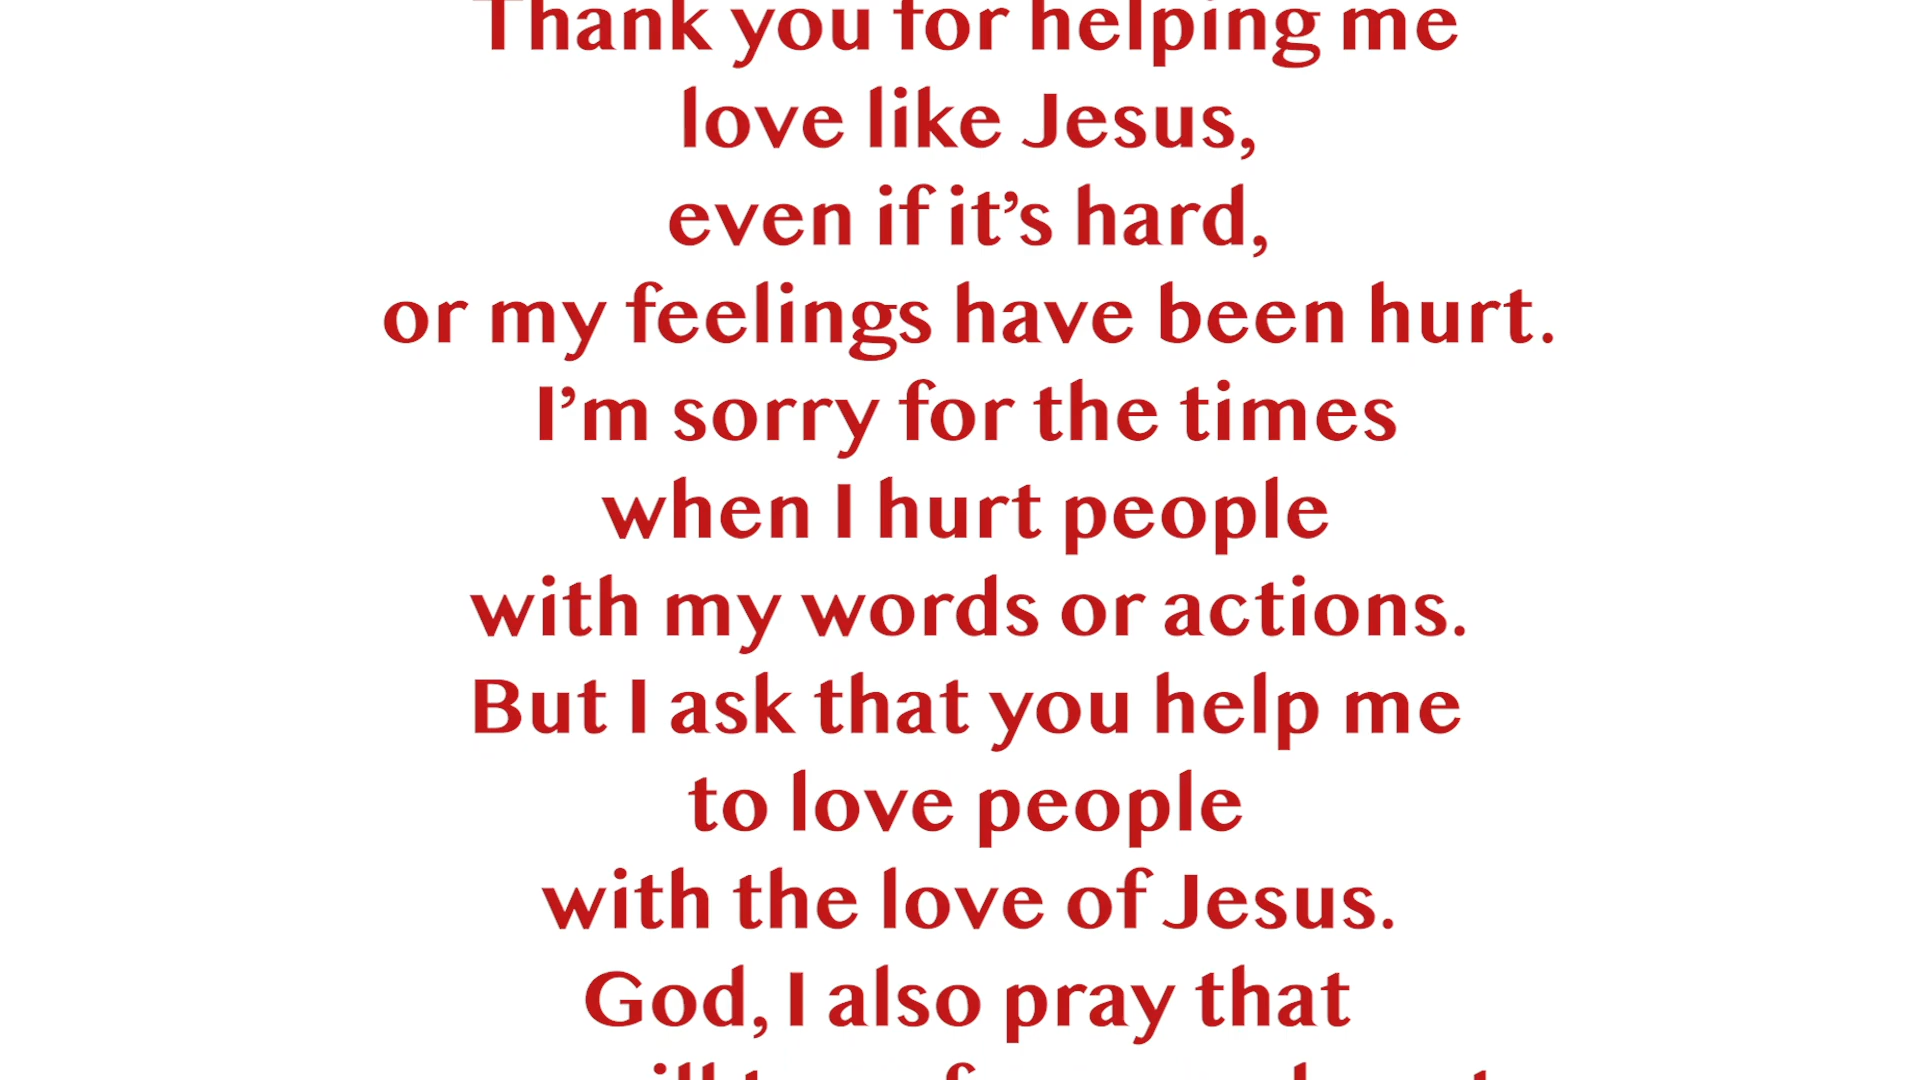 Thank you for helping me
love like Jesus,
even if it’s hard,
or my feelings have been hurt.
I’m sorry for the times
when I hurt people
with my words or actions.
But I ask that you help me
to love people
with the love of Jesus.
God, I also pray that